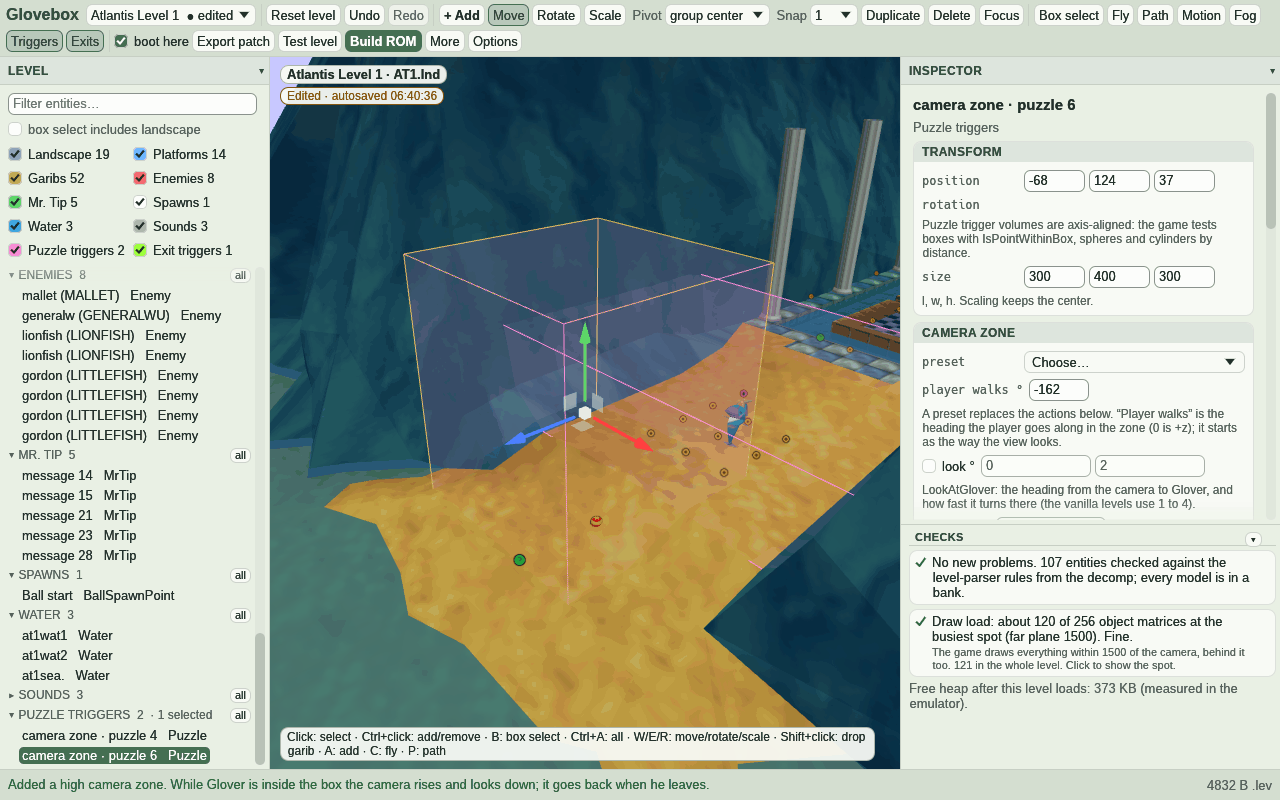 Glovebox Atlantis Level 1 ● edited Reset level Undo Redo + Add Move Rotate Scale Pivot group center Snap 1 Duplicate Delete Focus Box select Fly Path Motion Fog
Triggers Exits boot here Export patch Test level Build ROM More Options
LEVEL
Filter entities…
box select includes landscape
Landscape 19 Platforms 14
Garibs 52 Enemies 8
Mr. Tip 5 Spawns 1
Water 3 Sounds 3
Puzzle triggers 2 Exit triggers 1
ENEMIES 8 all
mallet (MALLET) Enemy
generalw (GENERALWU) Enemy
lionfish (LIONFISH) Enemy
lionfish (LIONFISH) Enemy
gordon (LITTLEFISH) Enemy
gordon (LITTLEFISH) Enemy
gordon (LITTLEFISH) Enemy
gordon (LITTLEFISH) Enemy
MR. TIP 5 all
message 14 MrTip
message 15 MrTip
message 21 MrTip
message 23 MrTip
message 28 MrTip
SPAWNS 1 all
Ball start BallSpawnPoint
WATER 3 all
at1wat1 Water
at1wat2 Water
at1sea. Water
SOUNDS 3 all
PUZZLE TRIGGERS 2 · 1 selected all
camera zone · puzzle 4 Puzzle
camera zone · puzzle 6 Puzzle
Atlantis Level 1 · AT1.lnd
Edited · autosaved 06:40:36
Click: select · Ctrl+click: add/remove · B: box select · Ctrl+A: all · W/E/R: move/rotate/scale · Shift+click: drop
garib · A: add · C: fly · P: path
INSPECTOR
camera zone · puzzle 6
Puzzle triggers
TRANSFORM
position -68 124 37
rotation
Puzzle trigger volumes are axis-aligned: the game tests
boxes with IsPointWithinBox, spheres and cylinders by
distance.
size 300 400 300
l, w, h. Scaling keeps the center.
CAMERA ZONE
preset Choose…
player walks ° -162
A preset replaces the actions below. “Player walks” is the
heading the player goes along in the zone (0 is +z); it starts
as the way the view looks.
look ° 0 2
LookAtGlover: the heading from the camera to Glover, and
how fast it turns there (the vanilla levels use 1 to 4).
CHECKS
No new problems. 107 entities checked against the
level-parser rules from the decomp; every model is in a
bank.
Draw load: about 120 of 256 object matrices at the
busiest spot (far plane 1500). Fine.
The game draws everything within 1500 of the camera, behind it
too. 121 in the whole level. Click to show the spot.
Free heap after this level loads: 373 KB (measured in the
emulator).
Added a high camera zone. While Glover is inside the box the camera rises and looks down; it goes back when he leaves. 4832 B .lev